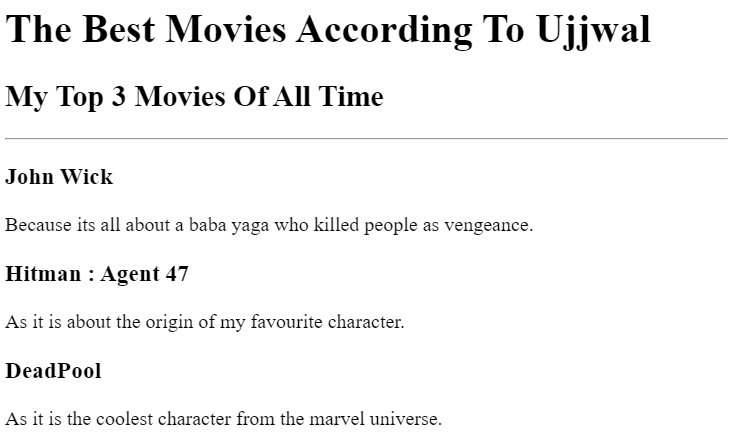 The Best Movies According To Ujjwal
My Top 3 Movies Of All Time
John Wick
Because its all about a baba yaga who killed people as vengeance.
Hitman : Agent 47
As it is about the origin of my favourite character.
DeadPool
As it is the coolest character from the marvel universe.